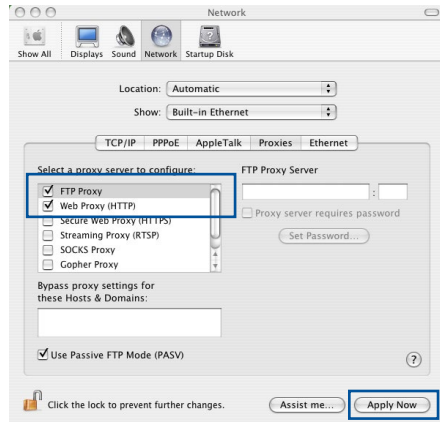 Network
Show All Displays Sound Network Startup Disk
Location: Automatic
Show: Built-in Ethernet
TCP/IP PPPoE AppleTalk Proxies Ethernet
Select a proxy server to configure:
FTP Proxy Server
FTP Proxy
Web Proxy (HTTP)
Secure Web Proxy (HTTPS)
Streaming Proxy (RTSP)
SOCKS Proxy
Gopher Proxy
:
Proxy server requires password
Set Password...
Bypass proxy settings for
these Hosts & Domains:
Use Passive FTP Mode (PASV)
?
Click the lock to prevent further changes.
Assist me... Apply Now